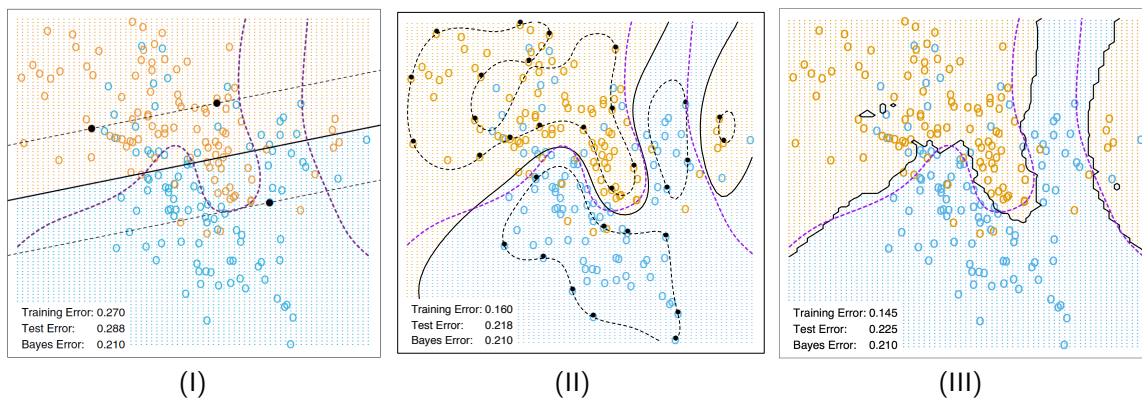 Training Error: 0.270
Test Error: 0.288
Bayes Error: 0.210
Training Error: 0.160
Test Error: 0.218
Bayes Error: 0.210
Training Error: 0.145
Test Error: 0.225
Bayes Error: 0.210
(I)
(II)
(III)